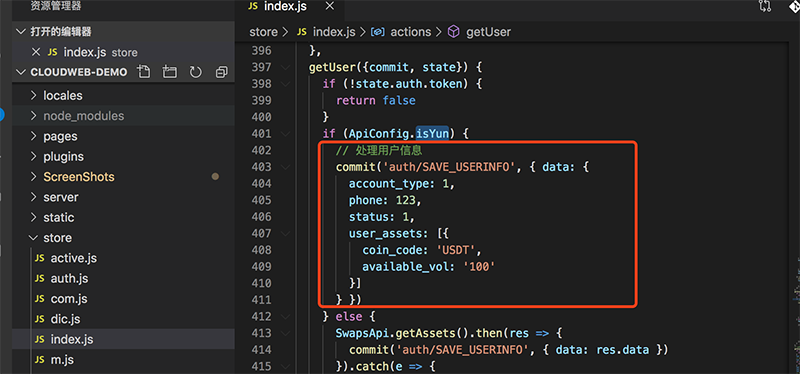 资源管理器
打开的编辑器
JS index.js store
CLOUDWEB-DEMO
locales
node_modules
pages
plugins
ScreenShots
server
static
store
JS active.js
JS auth.js
JS com.js
JS dic.js
JS index.js
JS m.js
JS index.js
store > JS index.js > actions > getUser
396 },
397 getUser({commit, state}) {
398 if (!state.auth.token) {
399 return false
400 }
401 if (ApiConfig.isYun) {
402 // 处理用户信息
403 commit('auth/SAVE_USERINFO', { data: {
404 account_type: 1,
405 phone: 123,
406 status: 1,
407 user_assets: [{
408 coin_code: 'USDT',
409 available_vol: '100'
410 }]
411 } })
412 } else {
413 SwapsApi.getAssets().then(res => {
414 commit('auth/SAVE_USERINFO', { data: res.data })
415 }).catch(e => {